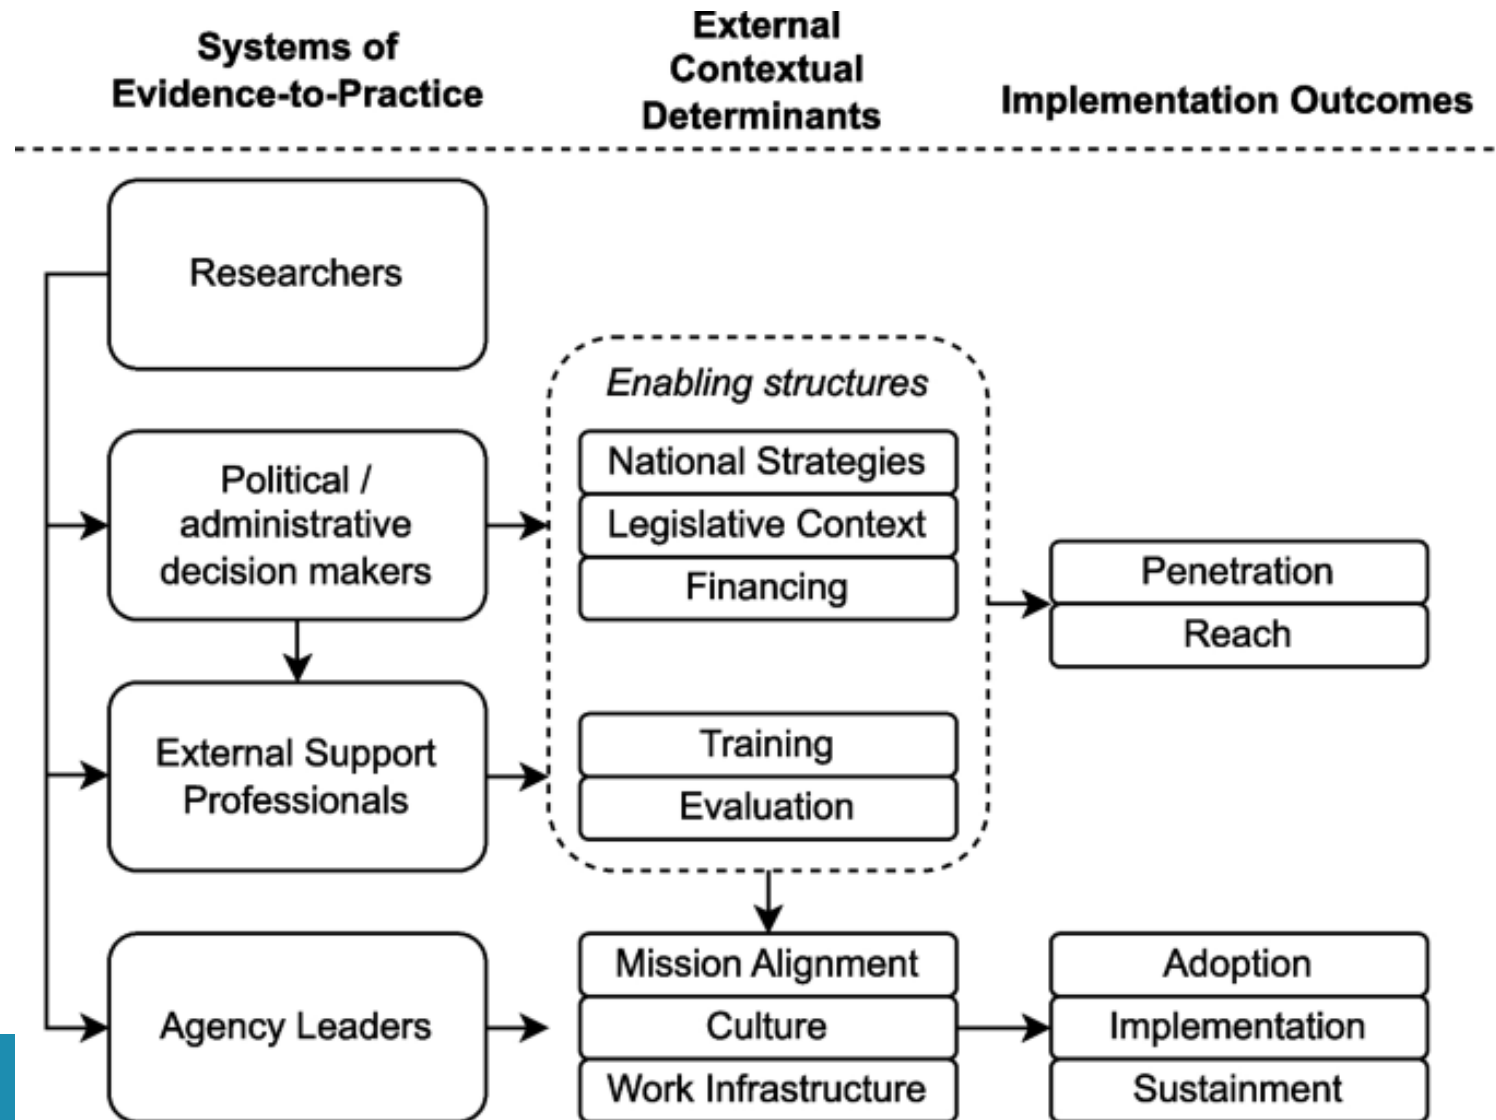 Systems of
Evidence-to-Practice
External
Contextual
Determinants
Implementation Outcomes
Researchers
Political /
administrative
decision makers
External Support
Professionals
Agency Leaders
Enabling structures
National Strategies
Legislative Context
Financing
Training
Evaluation
Mission Alignment
Culture
Work Infrastructure
Penetration
Reach
Adoption
Implementation
Sustainment